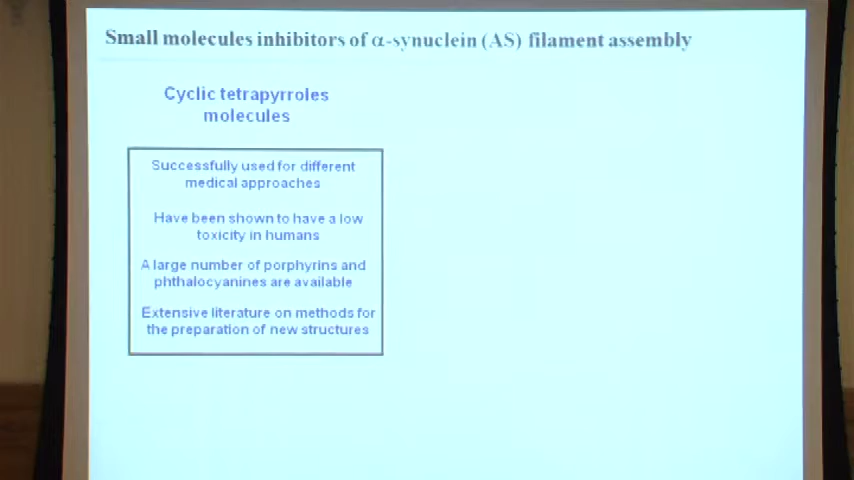 Small molecules inhibitors of α-synuclein (AS) filament assembly
Cyclic tetrapyrroles
molecules
Successfully used for different
medical approaches
Have been shown to have a low
toxicity in humans
A large number of porphyrins and
phthalocyanines are available
Extensive literature on methods for
the preparation of new structures